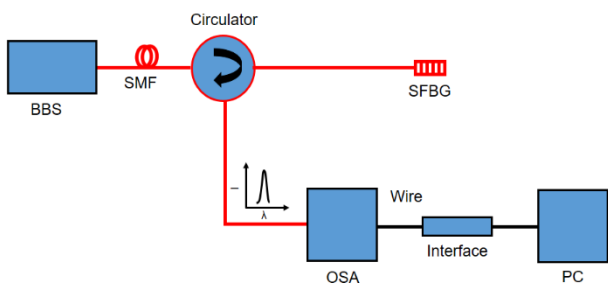 Circulator
SMF
SFBG
BBS
I
λ
Wire
Interface
OSA
PC